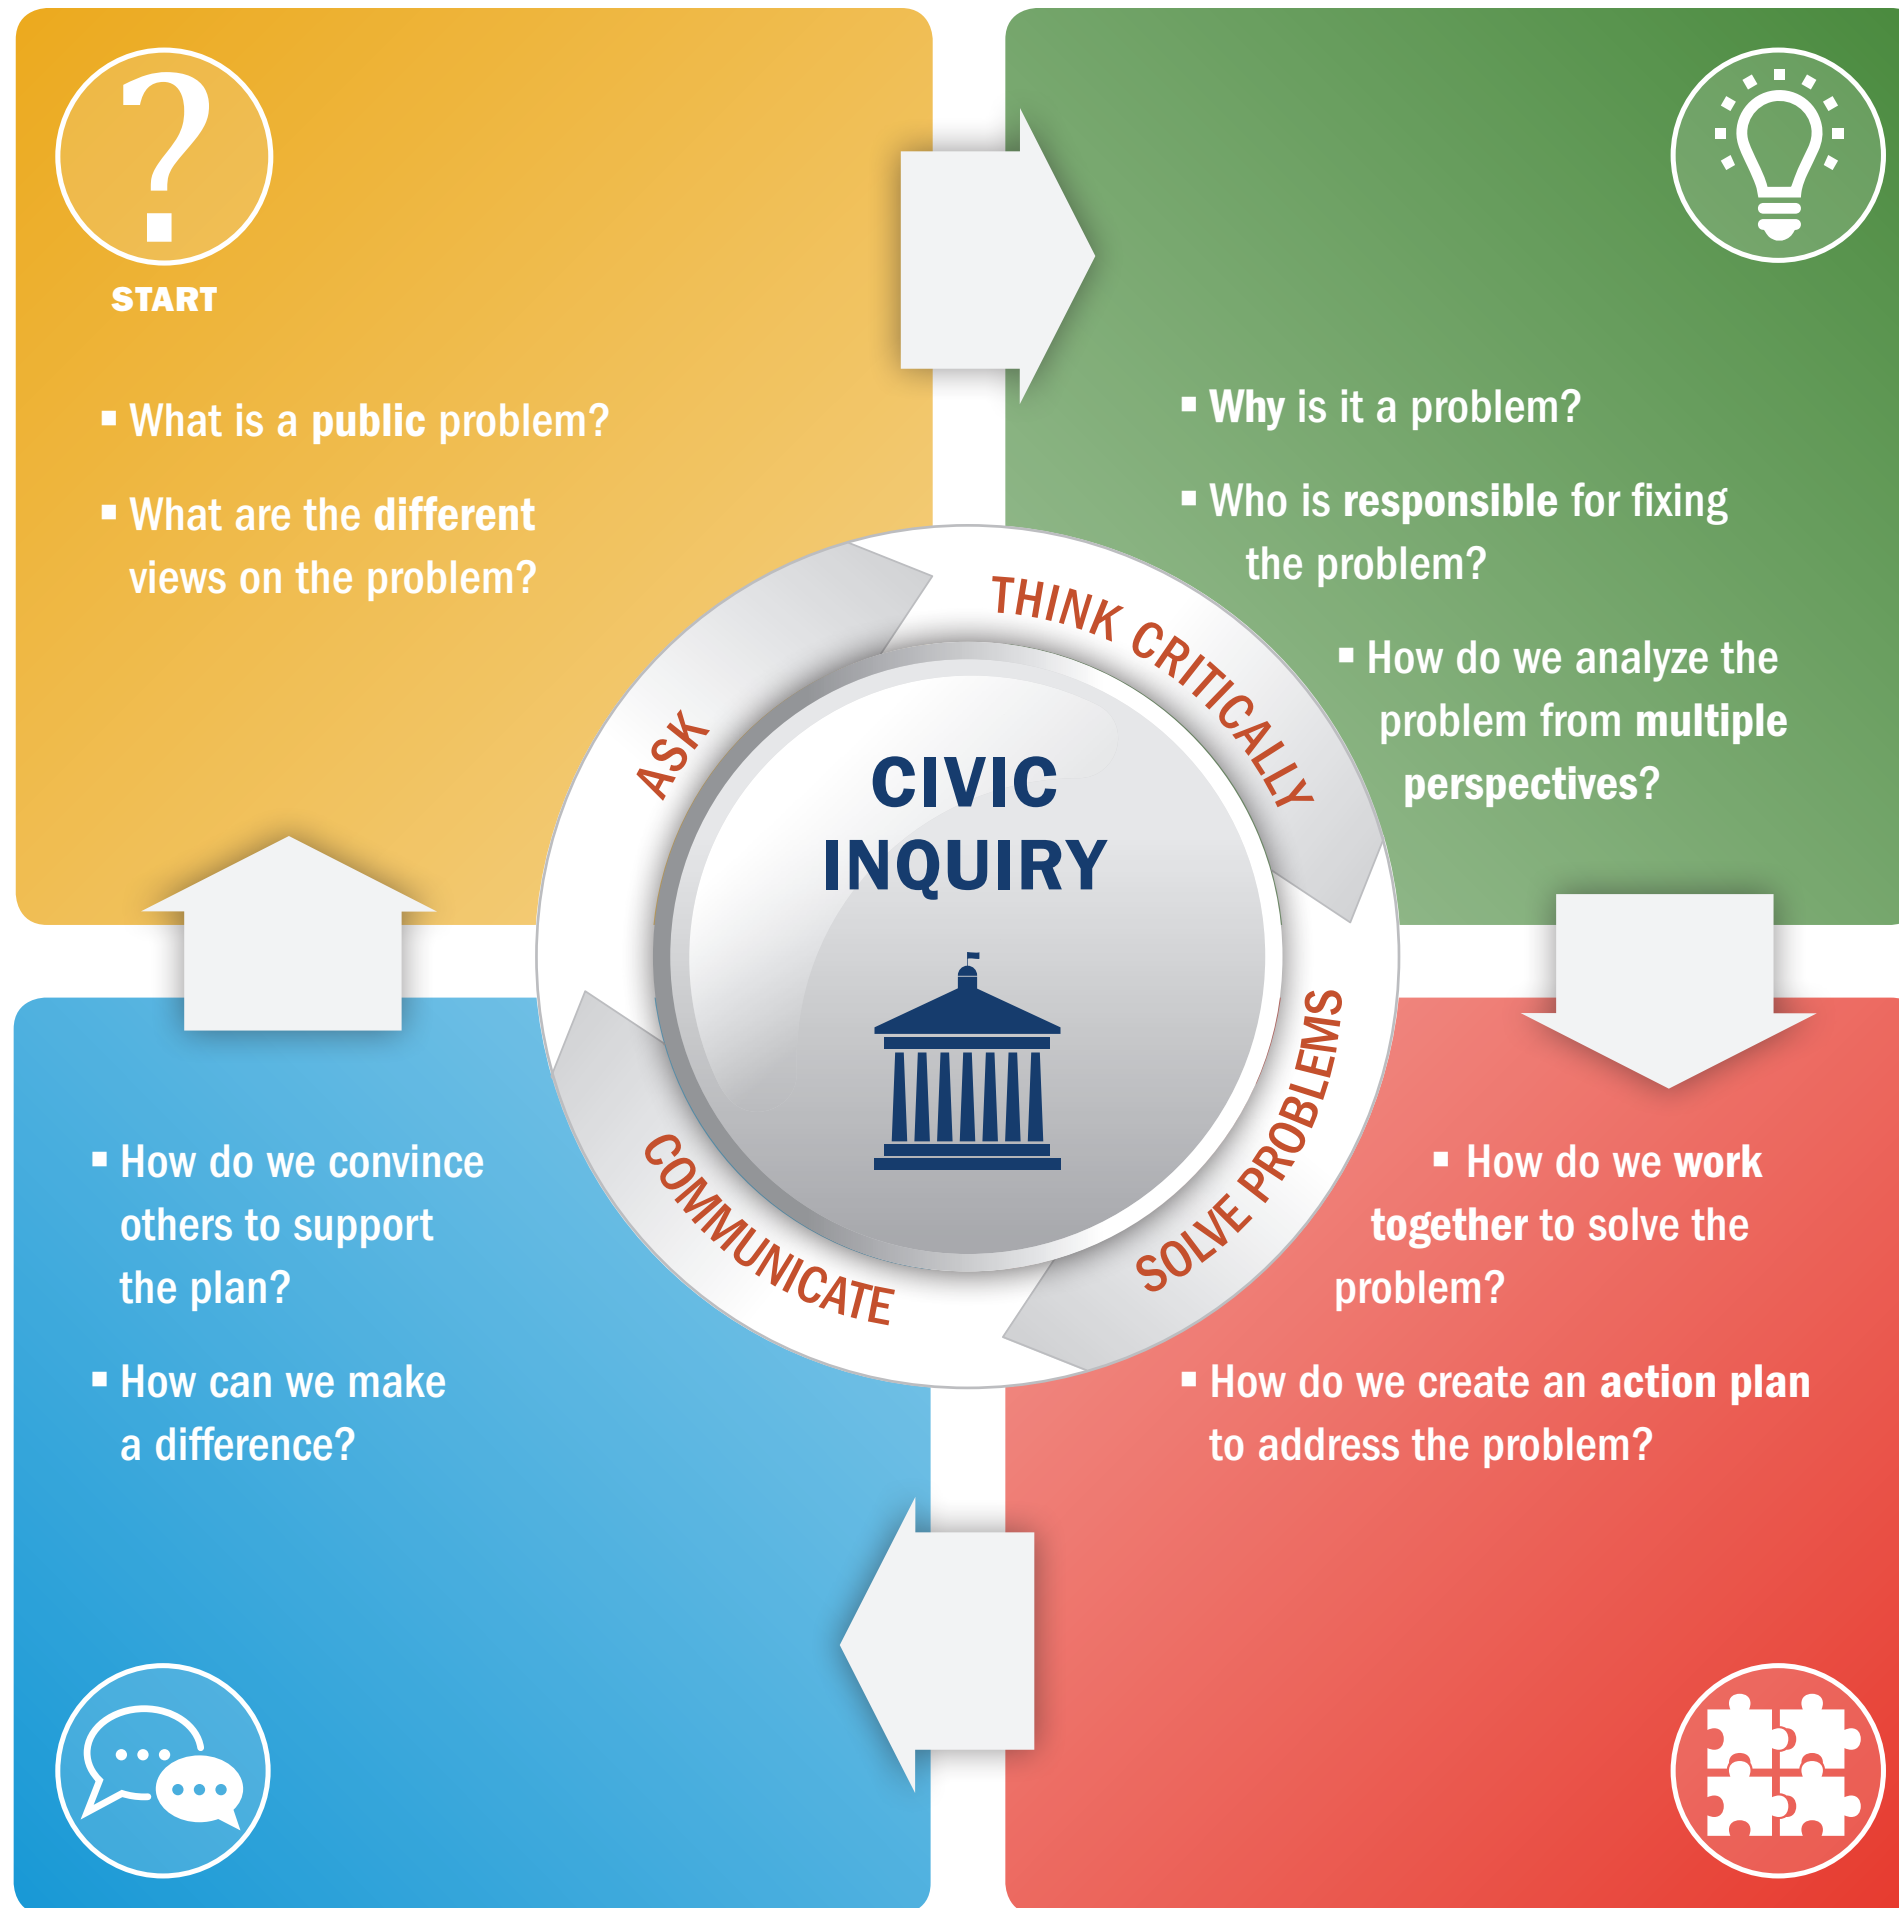 START
▪ What is a public problem?
▪ What are the different
views on the problem?
▪ Why is it a problem?
▪ Who is responsible for fixing
the problem?
▪ How do we analyze the
problem from multiple
perspectives?
ASK
THINK CRITICALLY
SOLVE PROBLEMS
COMMUNICATE
CIVIC
INQUIRY
▪ How do we work
together to solve the
problem?
▪ How do we create an action plan
to address the problem?
▪ How do we convince
others to support
the plan?
▪ How can we make
a difference?